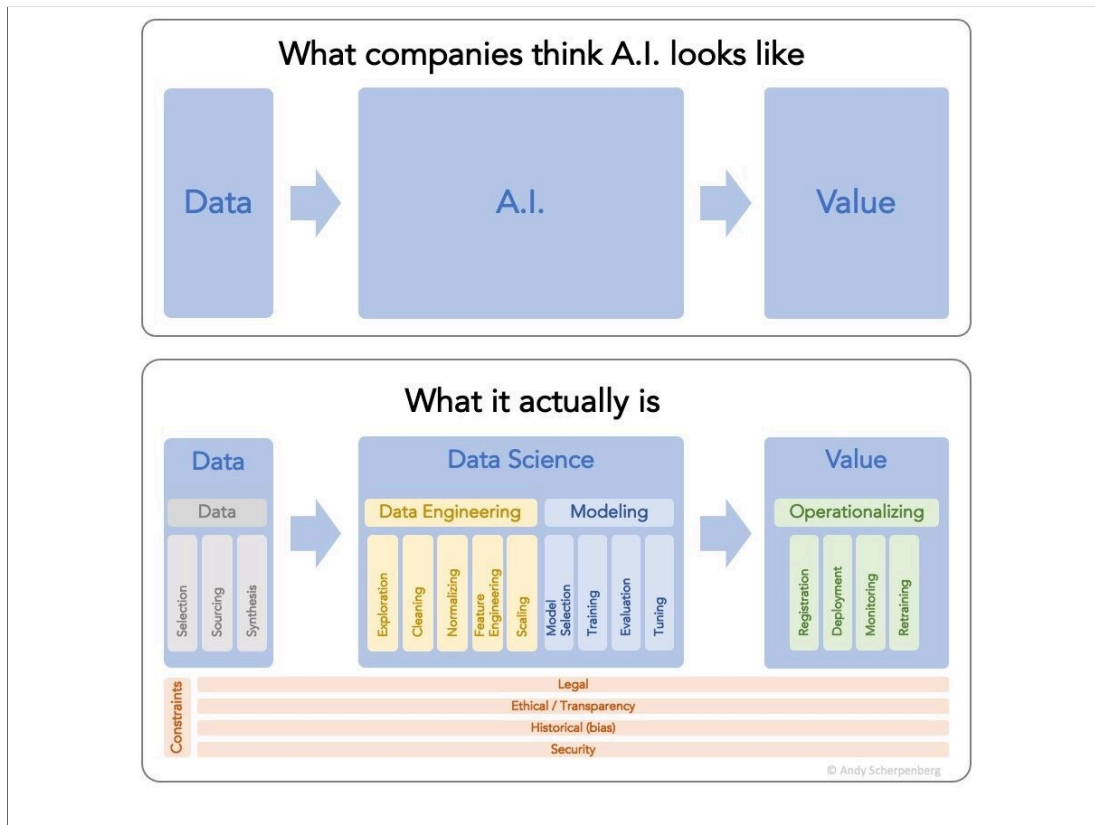 What companies think A.I. looks like
Data
A.I.
Value
What it actually is
Data
Data Science
Value
Data
Data Engineering
Modeling
Operationalizing
Selection
Sourcing
Synthesis
Exploration
Cleaning
Normalizing
Feature
Engineering
Scaling
Model
Selection
Training
Evaluation
Tuning
Registration
Deployment
Monitoring
Retraining
Constraints
Legal
Ethical / Transparency
Historical (bias)
Security
© Andy Scherpenberg